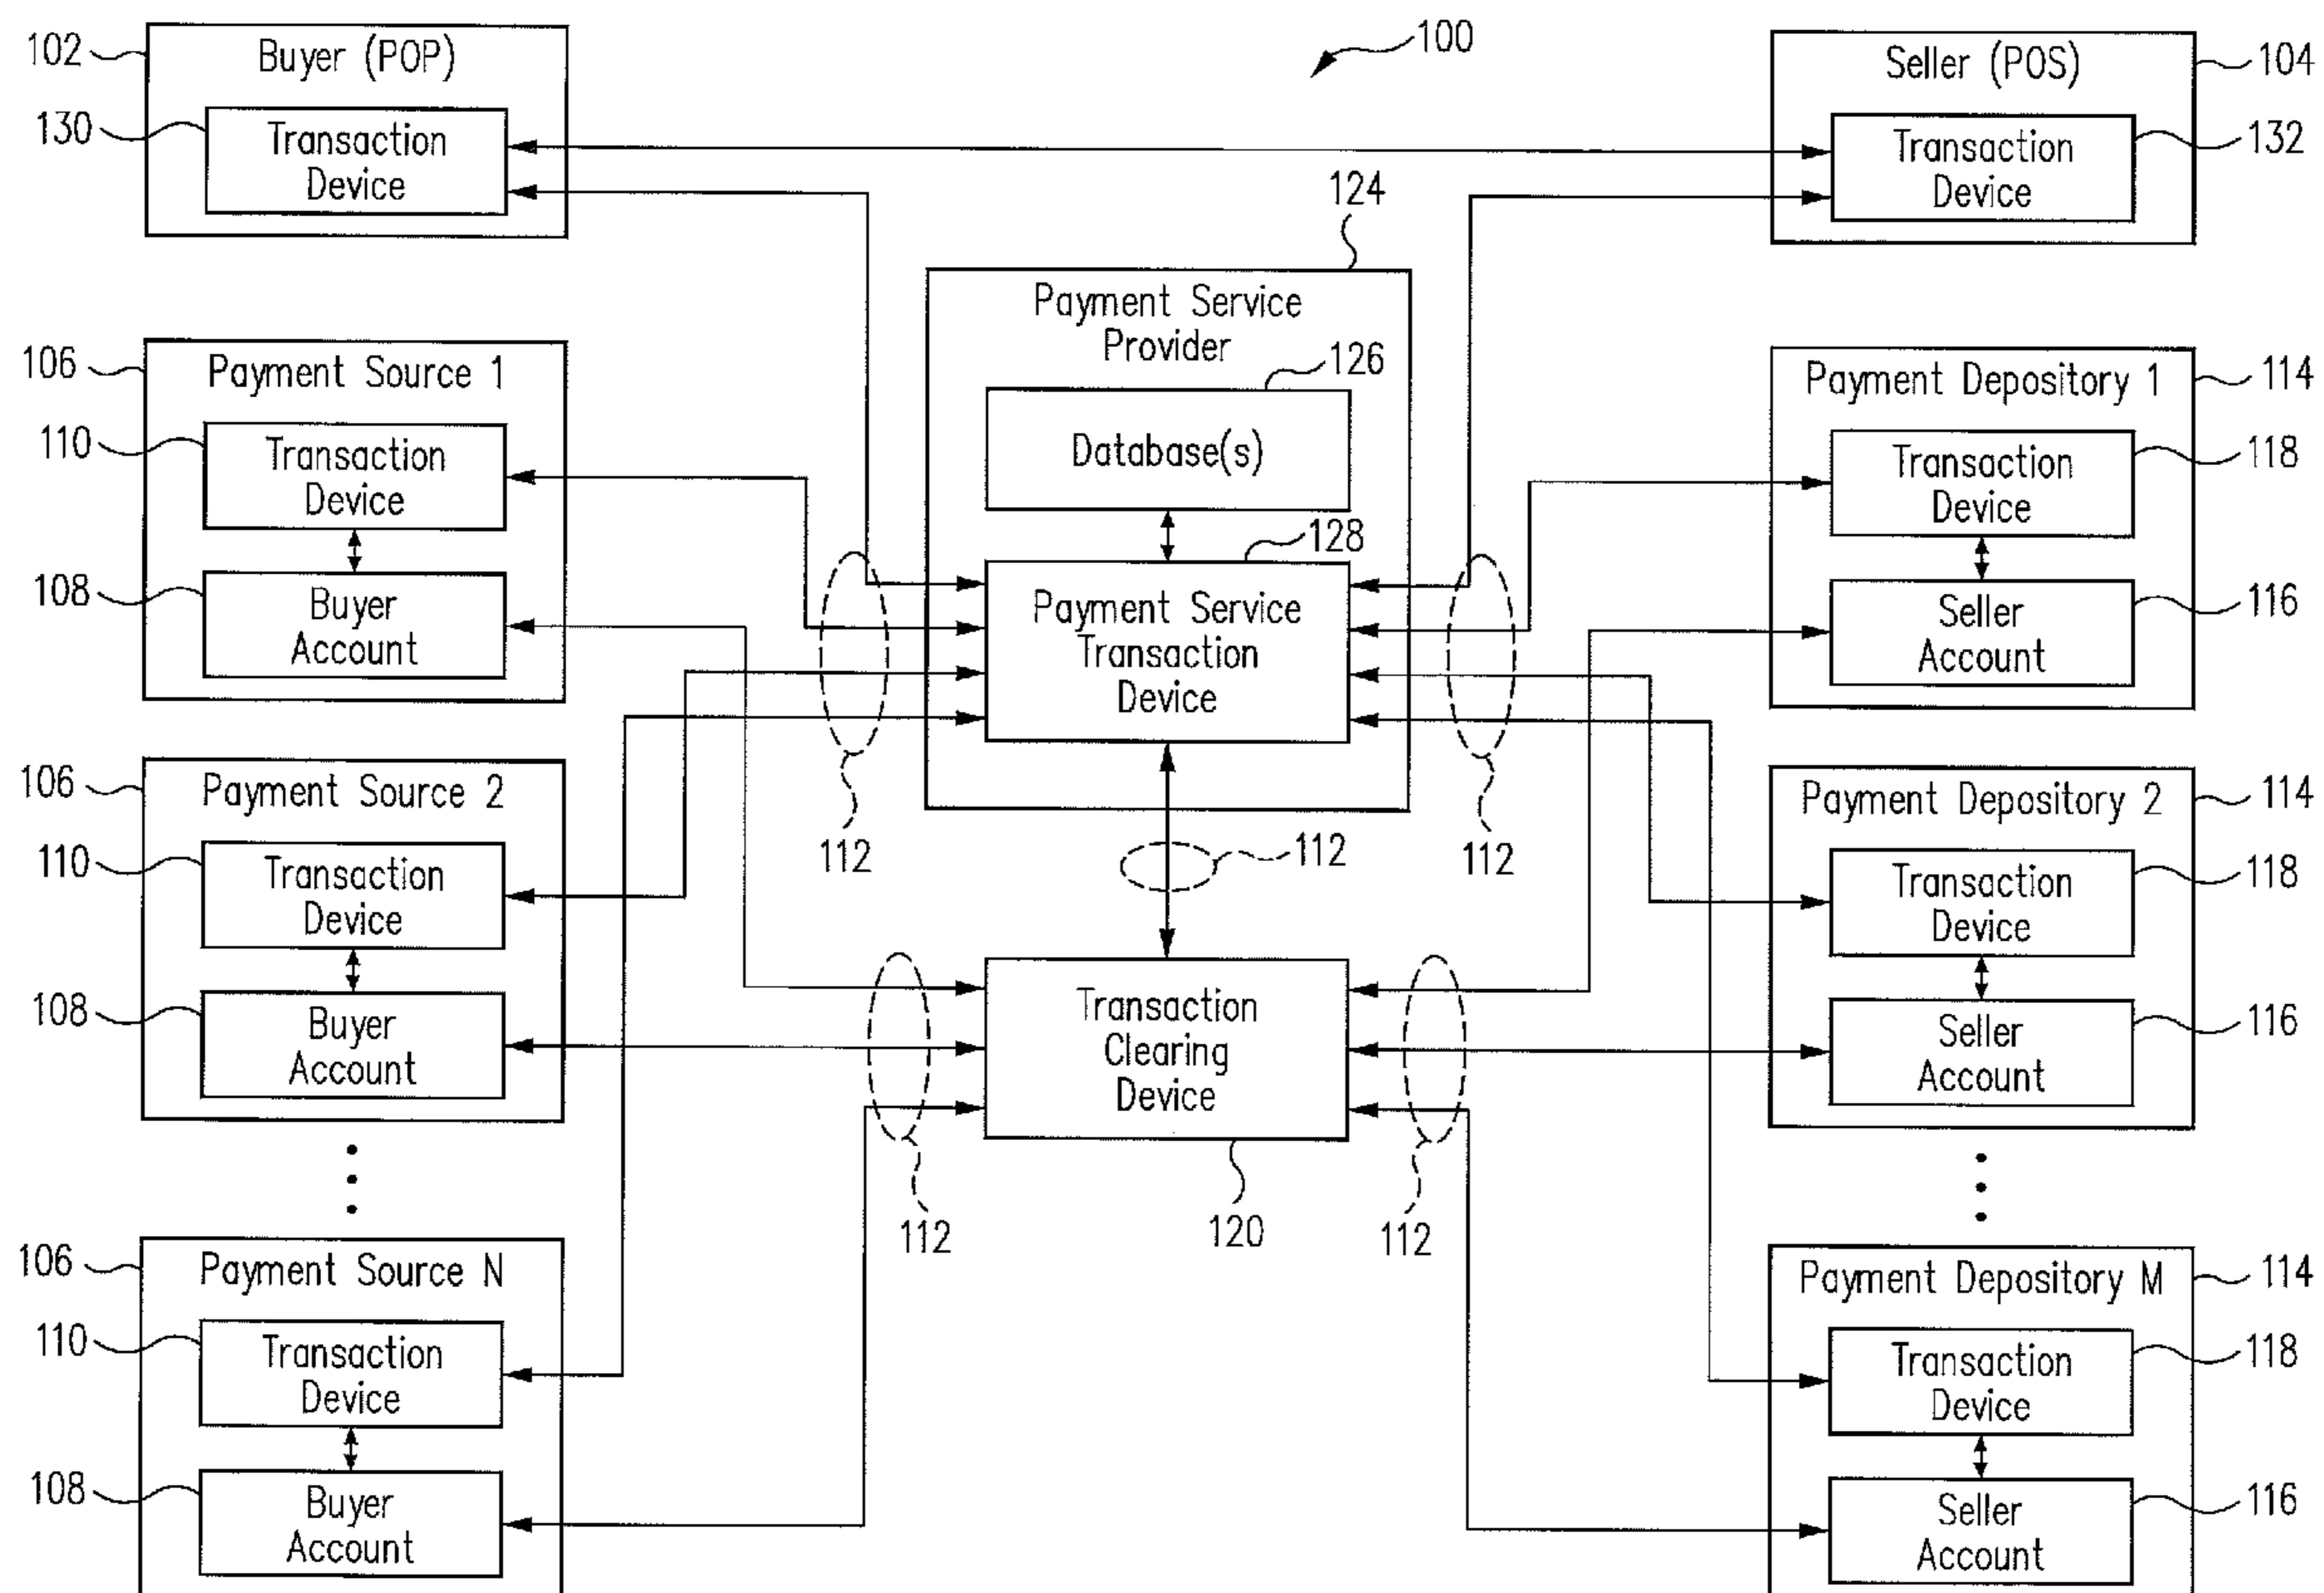 100
102
Buyer (POP)
130
Transaction
Device
Seller (POS)
104
Transaction
Device
132
124
Payment Service
Provider
126
Database(s)
128
Payment Service
Transaction
Device
106
Payment Source 1
110
Transaction
Device
108
Buyer
Account
Payment Depository 1
114
Transaction
Device
118
Seller
Account
116
112
112
112
106
Payment Source 2
110
Transaction
Device
108
Buyer
Account
Payment Depository 2
114
Transaction
Device
118
Seller
Account
116
Transaction
Clearing
Device
112
120
112
106
Payment Source N
110
Transaction
Device
108
Buyer
Account
Payment Depository M
114
Transaction
Device
118
Seller
Account
116